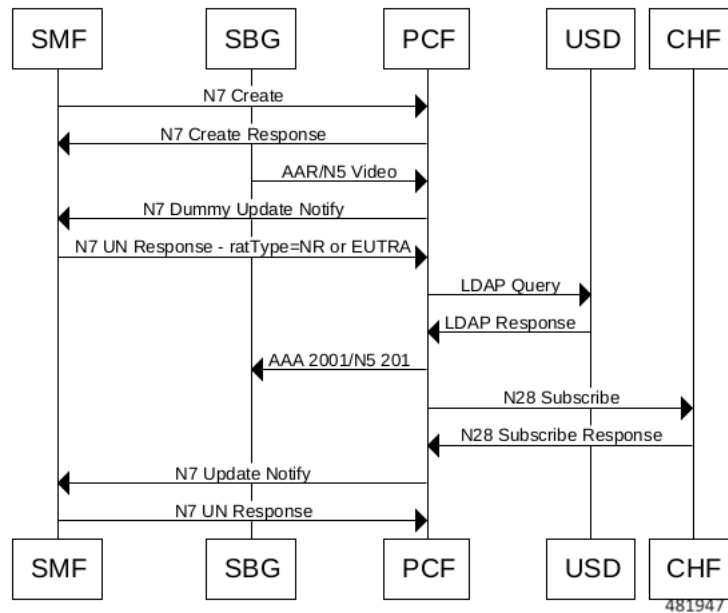 SMF SBG PCF USD CHF
N7 Create
N7 Create Response
AAR/N5 Video
N7 Dummy Update Notify
N7 UN Response - ratType=NR or EUTRA
LDAP Query
LDAP Response
AAA 2001/N5 201
N28 Subscribe
N28 Subscribe Response
N7 Update Notify
N7 UN Response
SMF SBG PCF USD CHF
481947